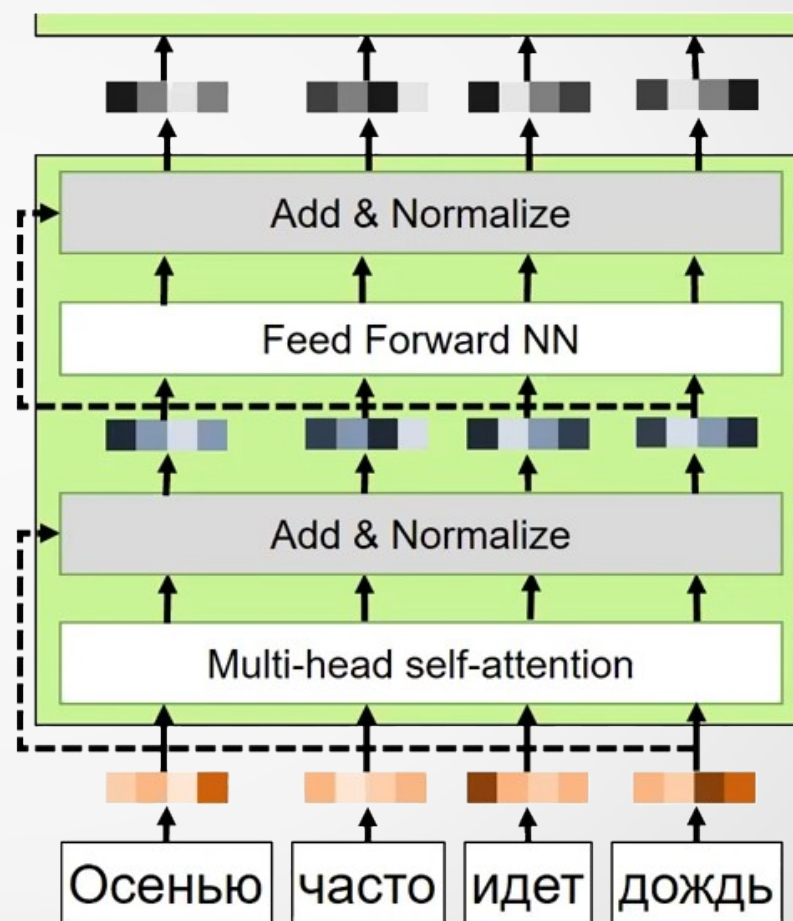 Add & Normalize
Feed Forward NN
Add & Normalize
Multi-head self-attention
Осенью часто идет дождь